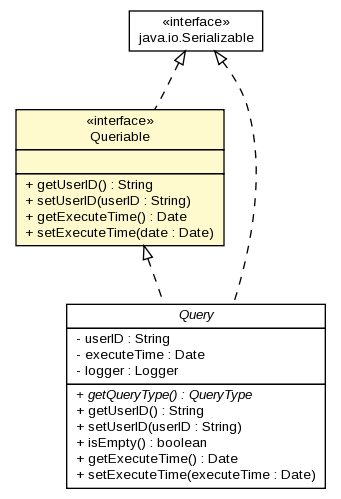 «interface»
java.io.Serializable
«interface»
Queriable
+ getUserID() : String
+ setUserID(userID : String)
+ getExecuteTime() : Date
+ setExecuteTime(date : Date)
Query
- userID : String
- executeTime : Date
- logger : Logger
+ getQueryType() : QueryType
+ getUserID() : String
+ setUserID(userID : String)
+ isEmpty() : boolean
+ getExecuteTime() : Date
+ setExecuteTime(executeTime : Date)